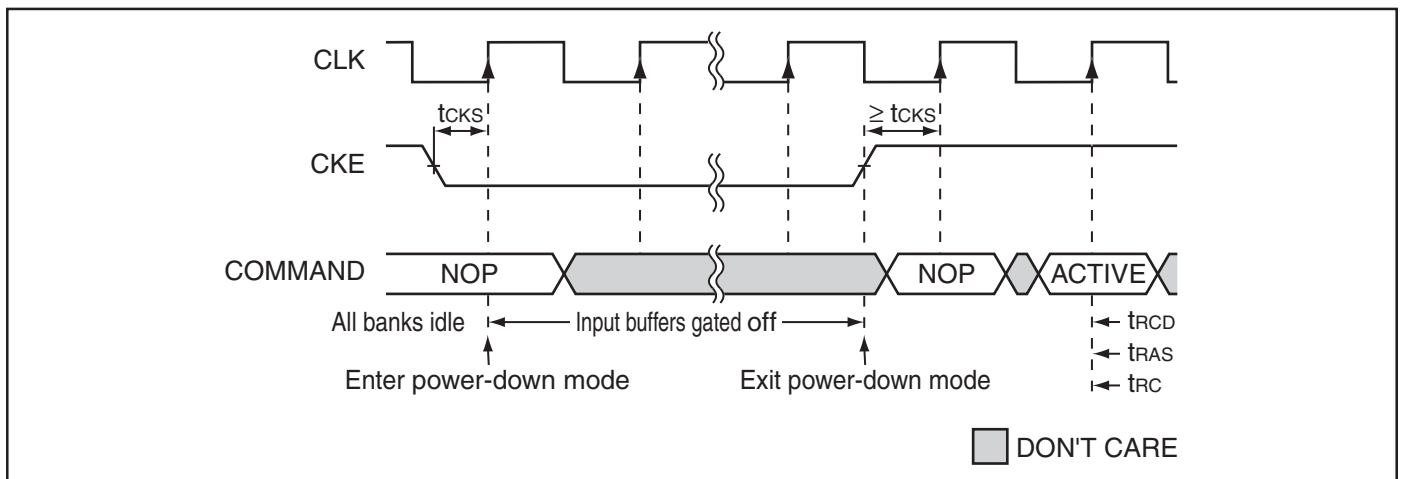 CLK
tCKS
≥ tCKS
CKE
COMMAND
NOP
NOP
ACTIVE
All banks idle
Input buffers gated off
tRCD
tRAS
tRC
Enter power-down mode
Exit power-down mode
DON'T CARE